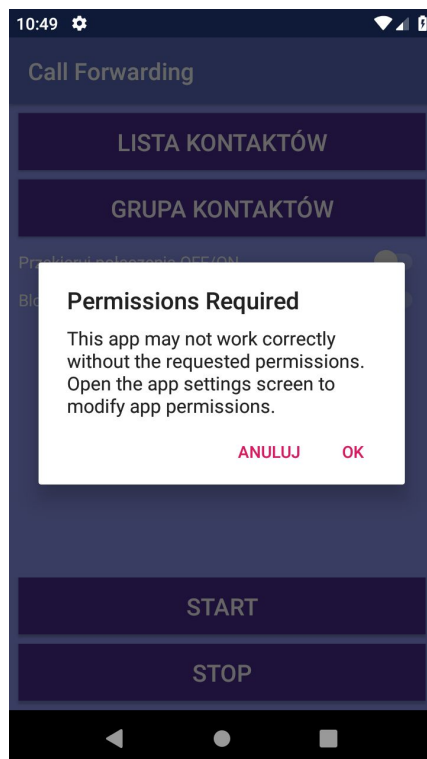 10:49
Call Forwarding
LISTA KONTAKTÓW
GRUPA KONTAKTÓW
Permissions Required
This app may not work correctly
without the requested permissions.
Open the app settings screen to
modify app permissions.
ANULUJ OK
START
STOP